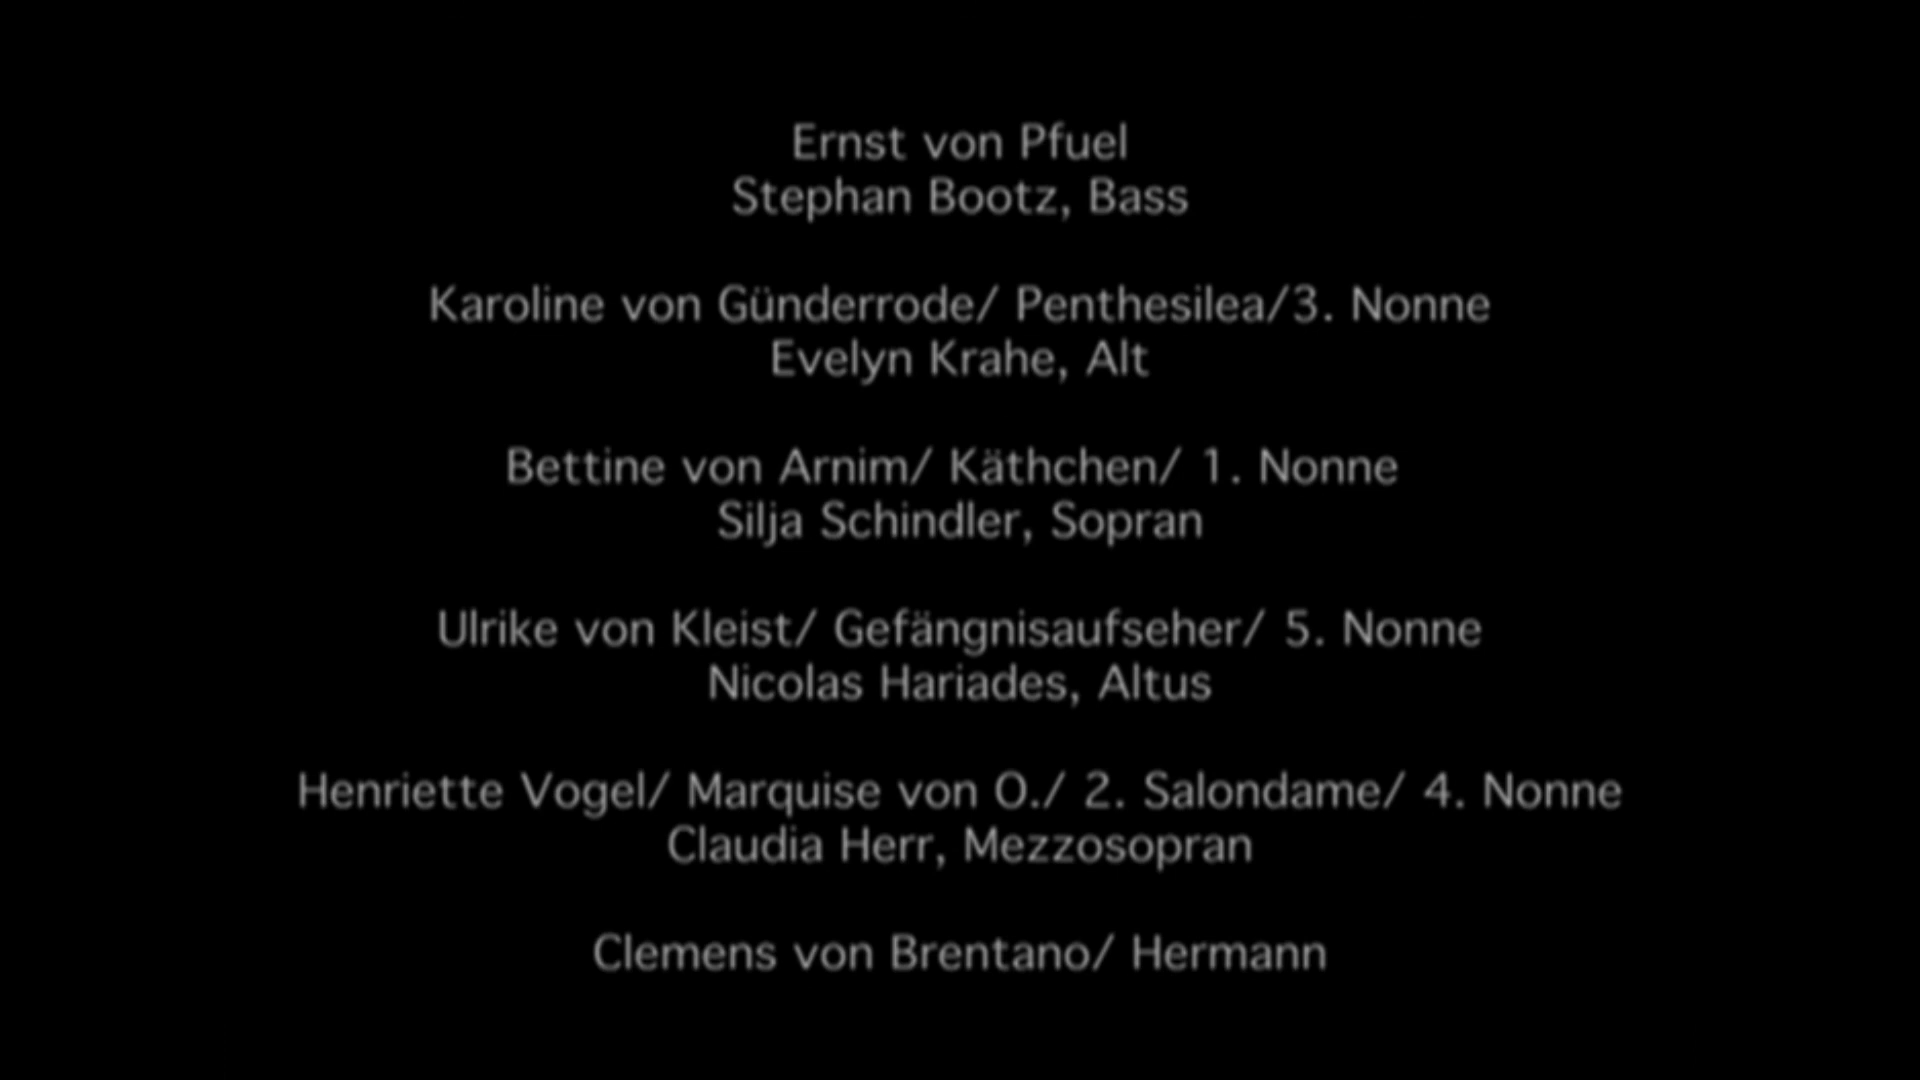 Ernst von Pfuel
Stephan Bootz, Bass
Karoline von Günderrode/ Penthesilea/3. Nonne
Evelyn Krahe, Alt
Bettine von Arnim/ Käthchen/ 1. Nonne
Silja Schindler, Sopran
Ulrike von Kleist/ Gefängnisaufseher/ 5. Nonne
Nicolas Hariades, Altus
Henriette Vogel/ Marquise von O./ 2. Salondame/ 4. Nonne
Claudia Herr, Mezzosopran
Clemens von Brentano/ Hermann